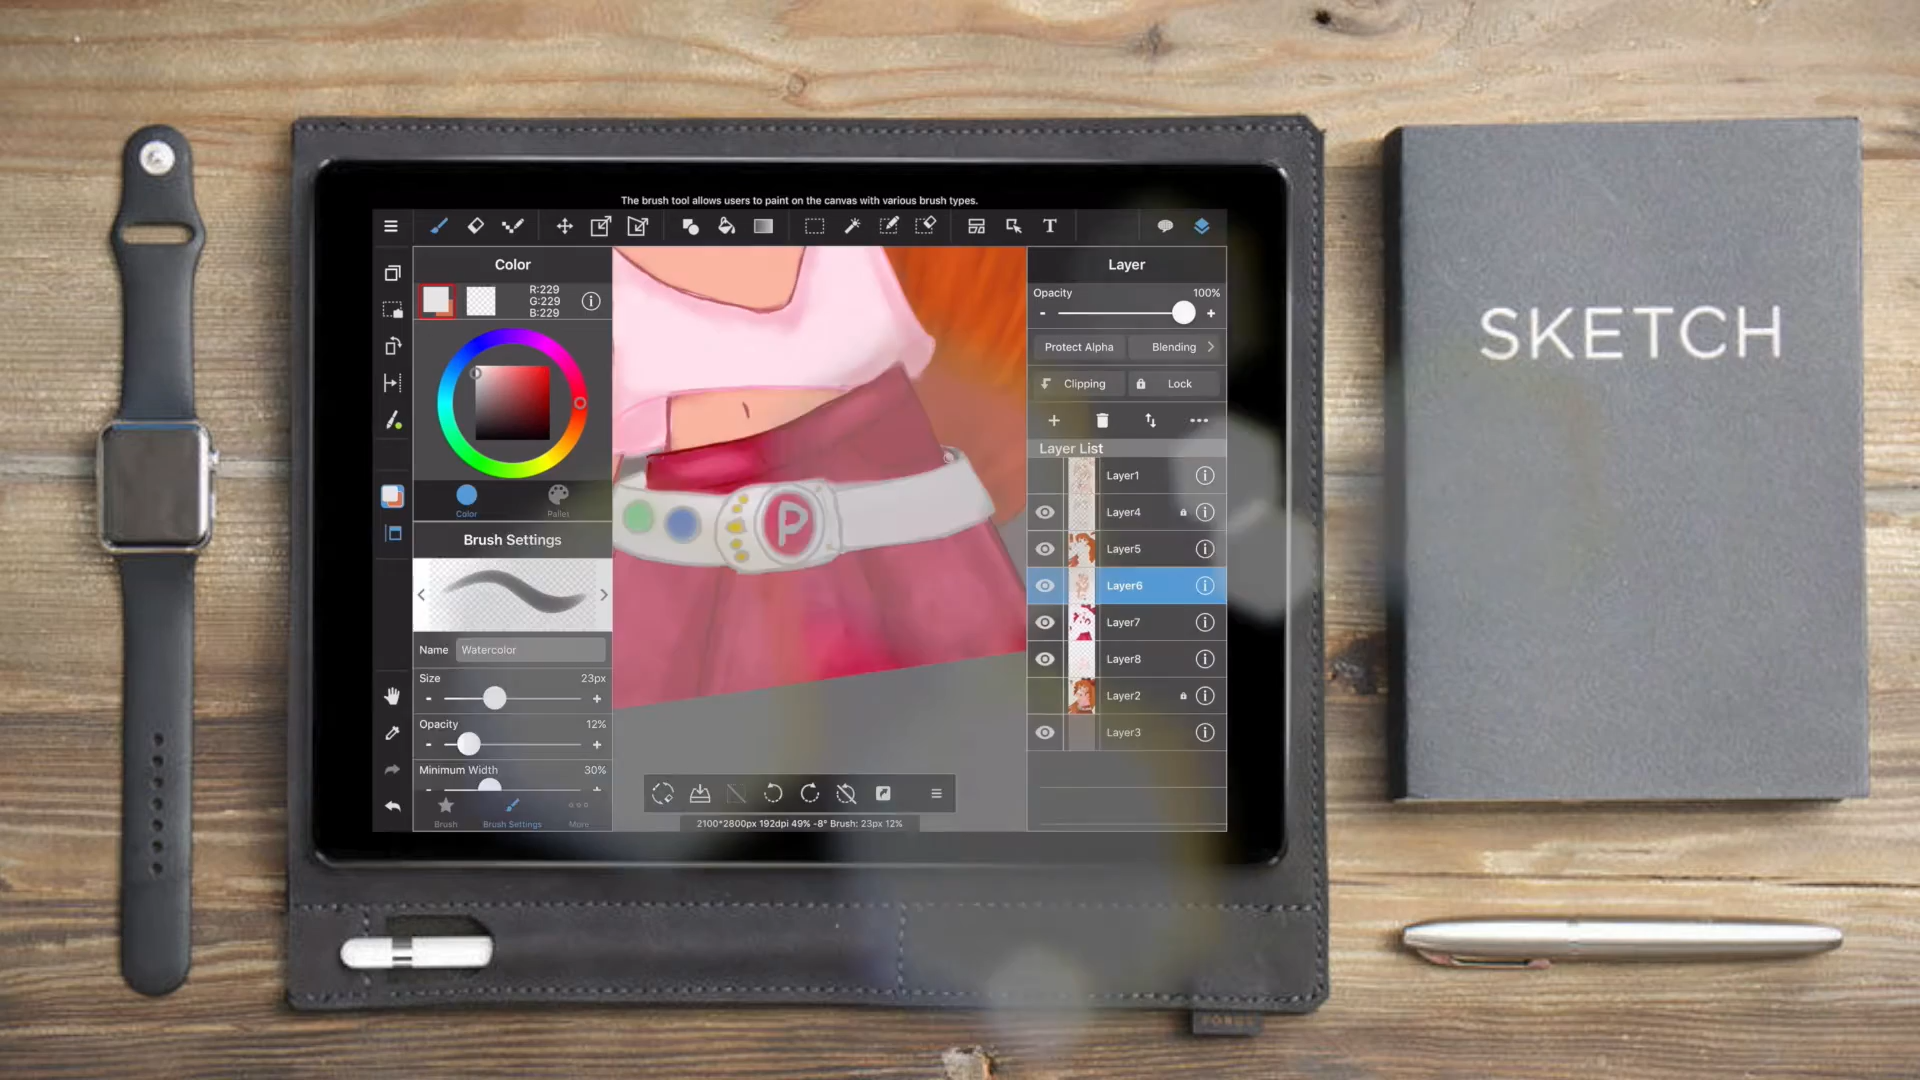 The brush tool allows users to paint on the canvas with various brush types.
T
Color
R:229
G:229
B:229
Color
Pallet
Brush Settings
Name Watercolor
Size 23px
Opacity 12%
Minimum Width 30%
Brush Brush Settings More
P
2100*2800px 192dpi 49% -8° Brush: 23px 12%
Layer
Opacity 100%
Protect Alpha Blending
Clipping Lock
Layer List
Layer1
Layer4
Layer5
Layer6
Layer7
Layer8
Layer2
Layer3
SKETCH